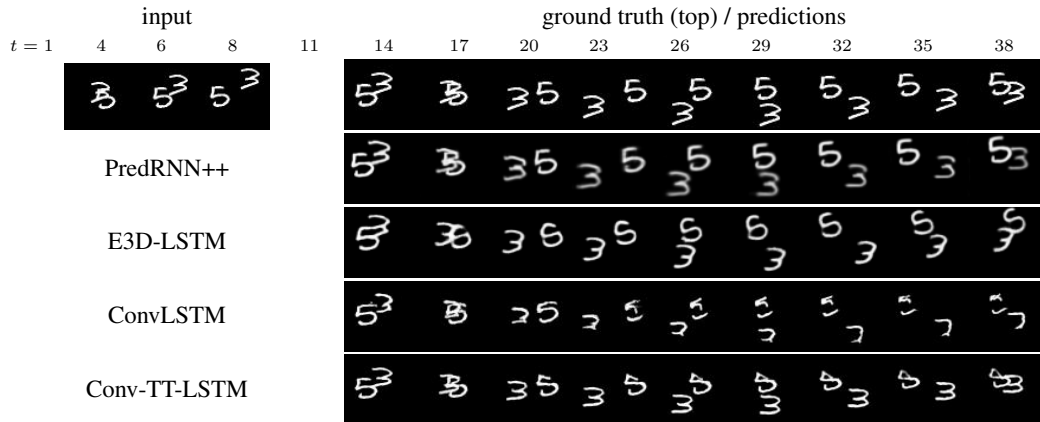 input ground truth (top) / predictions
t = 1 4 6 8 11 14 17 20 23 26 29 32 35 38
PredRNN++
E3D-LSTM
ConvLSTM
Conv-TT-LSTM